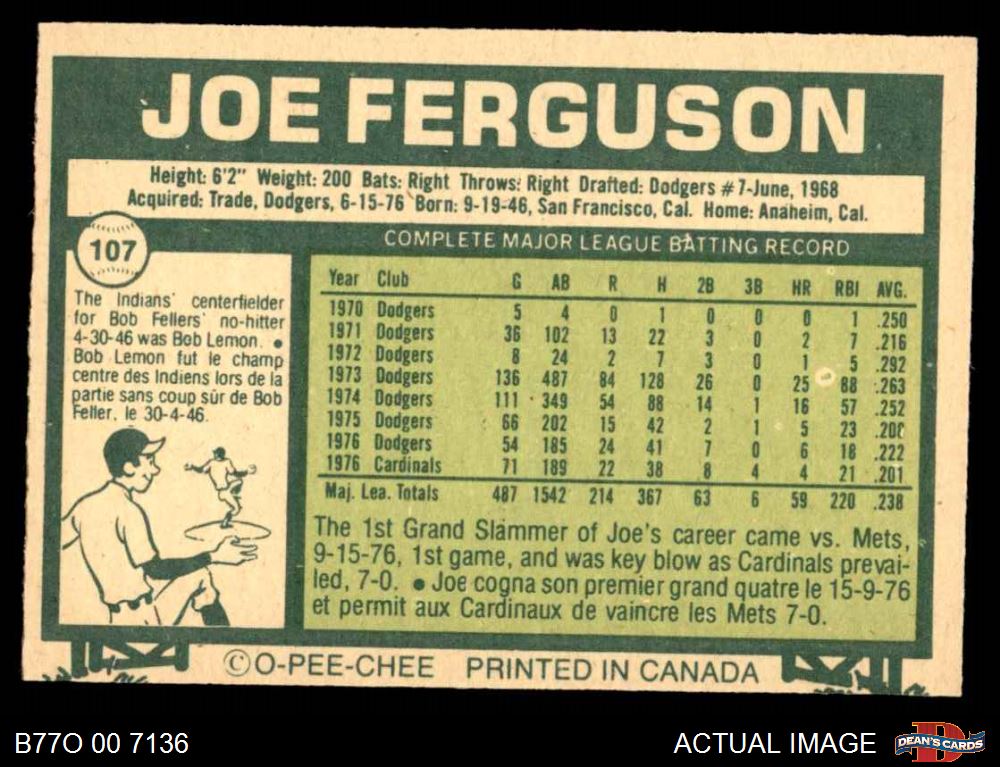 JOE FERGUSON
Height: 6'2" Weight: 200 Bats: Right Throws: Right Drafted: Dodgers #7-June, 1968
Acquired: Trade, Dodgers, 6-15-76 Born: 9-19-46, San Francisco, Cal. Home: Anaheim, Cal.
107
The Indians' centerfielder
for Bob Fellers' no-hitter
4-30-46 was Bob Lemon. ●
Bob Lemon fut le champ
centre des Indiens lors de la
partie sans coup sûr de Bob
Feller, le 30-4-46.
COMPLETE MAJOR LEAGUE BATTING RECORD
Year Club G AB R H 2B 3B HR RBI AVG.
1970 Dodgers 5 4 0 1 0 0 0 1 .250
1971 Dodgers 36 102 13 22 3 0 2 7 .216
1972 Dodgers 8 24 2 7 3 0 1 5 .292
1973 Dodgers 136 487 84 128 26 0 25 88 .263
1974 Dodgers 111 349 54 88 14 1 16 57 .252
1975 Dodgers 66 202 15 42 2 1 5 23 .208
1976 Dodgers 54 185 24 41 7 0 6 18 .222
1976 Cardinals 71 189 22 38 8 4 4 21 .201
Maj. Lea. Totals 487 1542 214 367 63 6 59 220 .238
The 1st Grand Slammer of Joe's career came vs. Mets,
9-15-76, 1st game, and was key blow as Cardinals prevai-
led, 7-0. ● Joe cogna son premier grand quatre le 15-9-76
et permit aux Cardinaux de vaincre les Mets 7-0.
© O-PEE-CHEE PRINTED IN CANADA
B77O 00 7136
ACTUAL IMAGE
D
DEAN'S CARDS